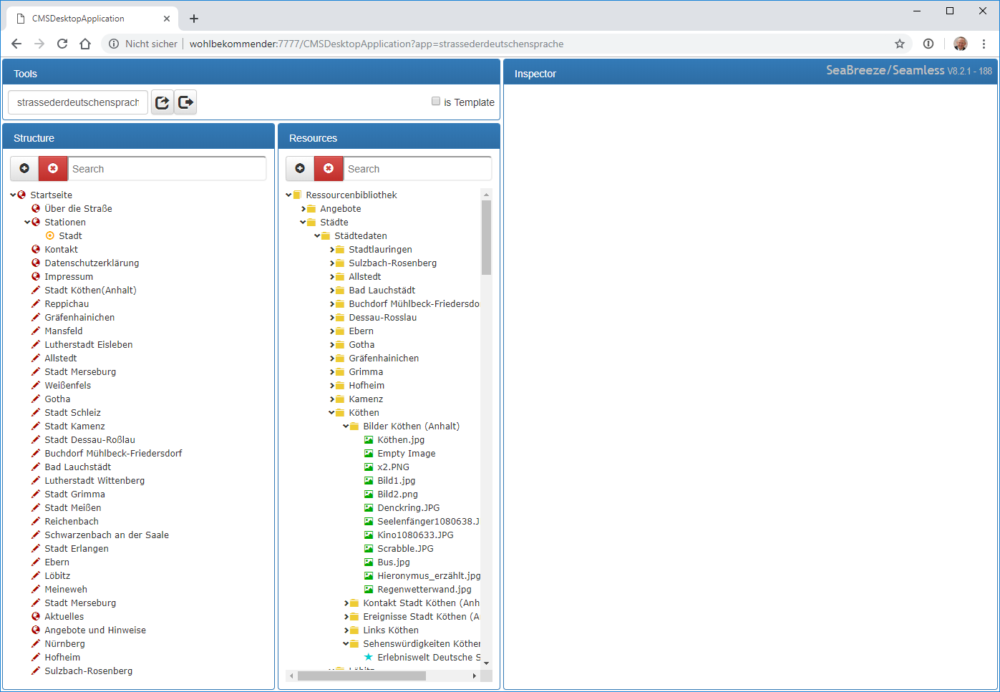 CMSDesktopApplication
Nicht sicher
wohlbekommender:7777/CMSDesktopApplication?app=strassederdeutschensprache
Tools
strassederdeutschensprach
is Template
Inspector
SeaBreeze/Seamless V8.2.1 - 188
Structure
Search
Startseite
Über die Straße
Stationen
Stadt
Kontakt
Datenschutzerklärung
Impressum
Stadt Köthen(Anhalt)
Reppichau
Gräfenhainichen
Mansfeld
Lutherstadt Eisleben
Allstedt
Stadt Merseburg
Weißenfels
Gotha
Stadt Schleiz
Stadt Kamenz
Stadt Dessau-Roßlau
Buchdorf Mühlbeck-Friedersdorf
Bad Lauchstädt
Lutherstadt Wittenberg
Stadt Grimma
Stadt Meißen
Reichenbach
Schwarzenbach an der Saale
Stadt Erlangen
Ebern
Löbitz
Meineweh
Stadt Merseburg
Aktuelles
Angebote und Hinweise
Nürnberg
Hofheim
Sulzbach-Rosenberg
Resources
Search
Ressourcenbibliothek
Angebote
Städte
Städtedaten
Stadtlauringen
Sulzbach-Rosenberg
Allstedt
Bad Lauchstädt
Buchdorf Mühlbeck-Friedersdo
Dessau-Rosslau
Ebern
Gotha
Gräfenhainichen
Grimma
Hofheim
Kamenz
Köthen
Bilder Köthen (Anhalt)
Köthen.jpg
Empty Image
x2.PNG
Bild1.jpg
Bild2.png
Denckring.JPG
Seelenfänger1080638.J
Kino1080633.JPG
Scrabble.JPG
Bus.jpg
Hieronymus_erzählt.jpg
Regenwetterwand.jpg
Kontakt Stadt Köthen (Anh
Ereignisse Stadt Köthen (A
Links Köthen
Sehenswürdigkeiten Köthen
Erlebniswelt Deutsche S
Löbitz